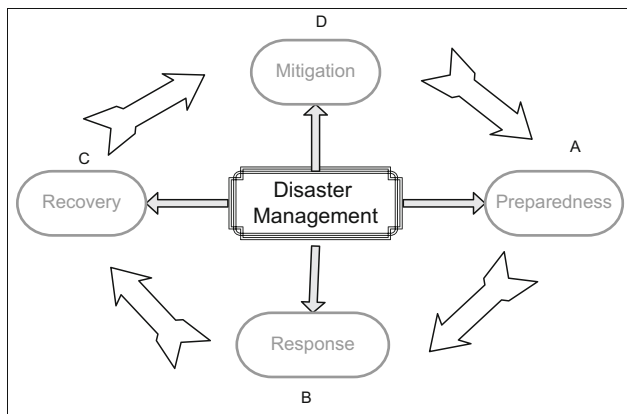 D
Mitigation
C
A
Recovery
Disaster
Management
Preparedness
Response
B